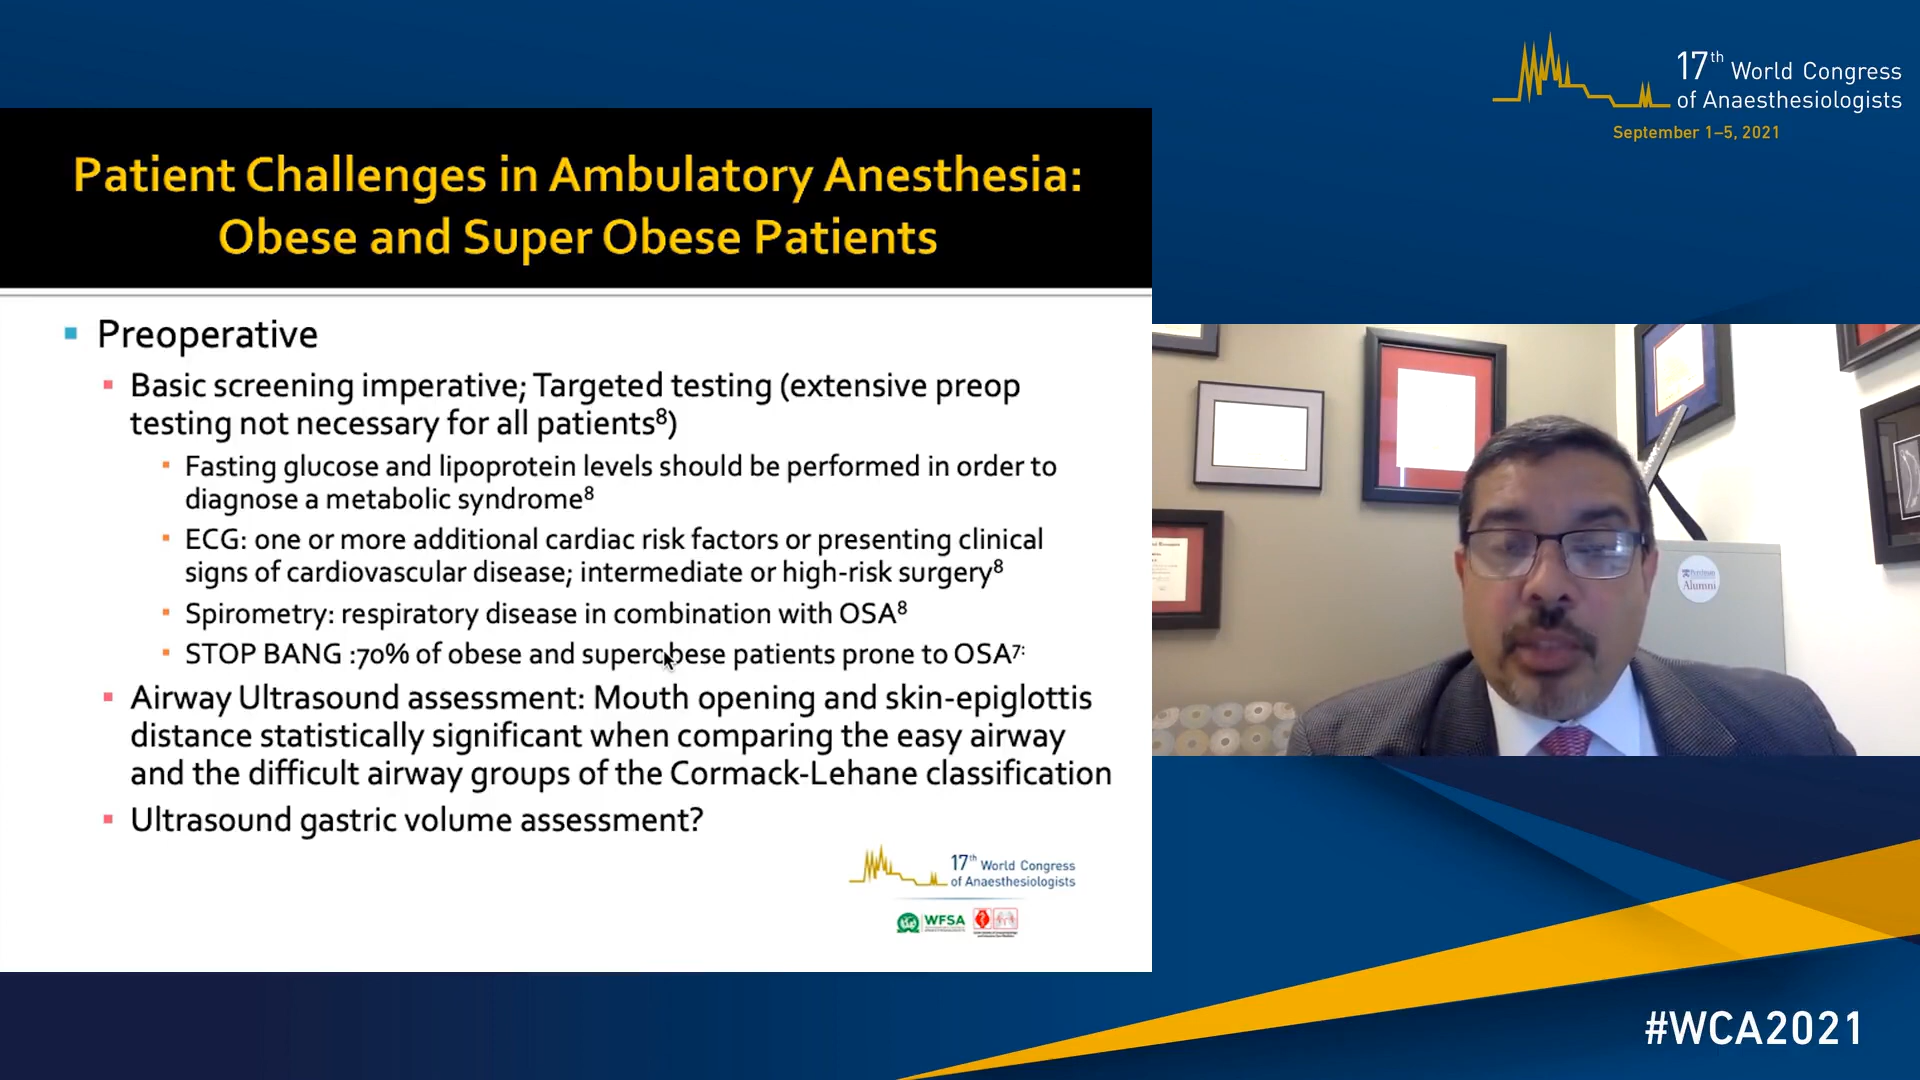 17th World Congress
of Anaesthesiologists
September 1–5, 2021
Patient Challenges in Ambulatory Anesthesia:
Obese and Super Obese Patients
Preoperative
Basic screening imperative; Targeted testing (extensive preop
testing not necessary for all patients8)
Fasting glucose and lipoprotein levels should be performed in order to
diagnose a metabolic syndrome8
ECG: one or more additional cardiac risk factors or presenting clinical
signs of cardiovascular disease; intermediate or high-risk surgery8
Spirometry: respiratory disease in combination with OSA8
STOP BANG :70% of obese and superobese patients prone to OSA7:
Airway Ultrasound assessment: Mouth opening and skin-epiglottis
distance statistically significant when comparing the easy airway
and the difficult airway groups of the Cormack-Lehane classification
Ultrasound gastric volume assessment?
17th World Congress
of Anaesthesiologists
WFSA
Alumni
#WCA2021